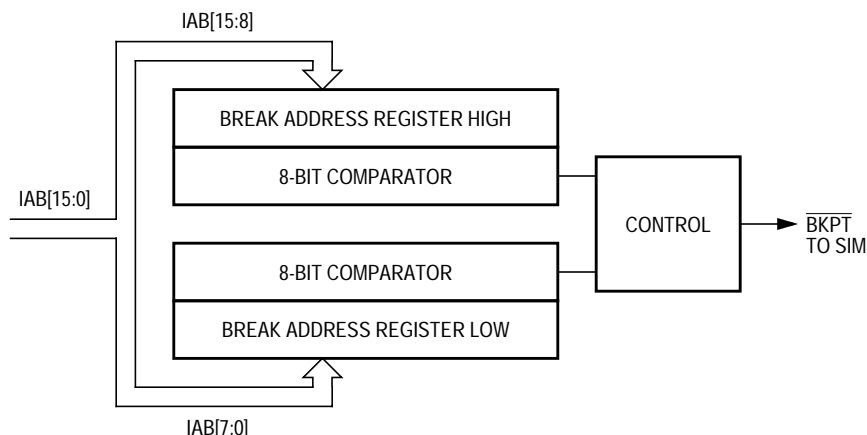 IAB[15:8]
BREAK ADDRESS REGISTER HIGH
8-BIT COMPARATOR
IAB[15:0]
CONTROL
BKPT
TO SIM
8-BIT COMPARATOR
BREAK ADDRESS REGISTER LOW
IAB[7:0]